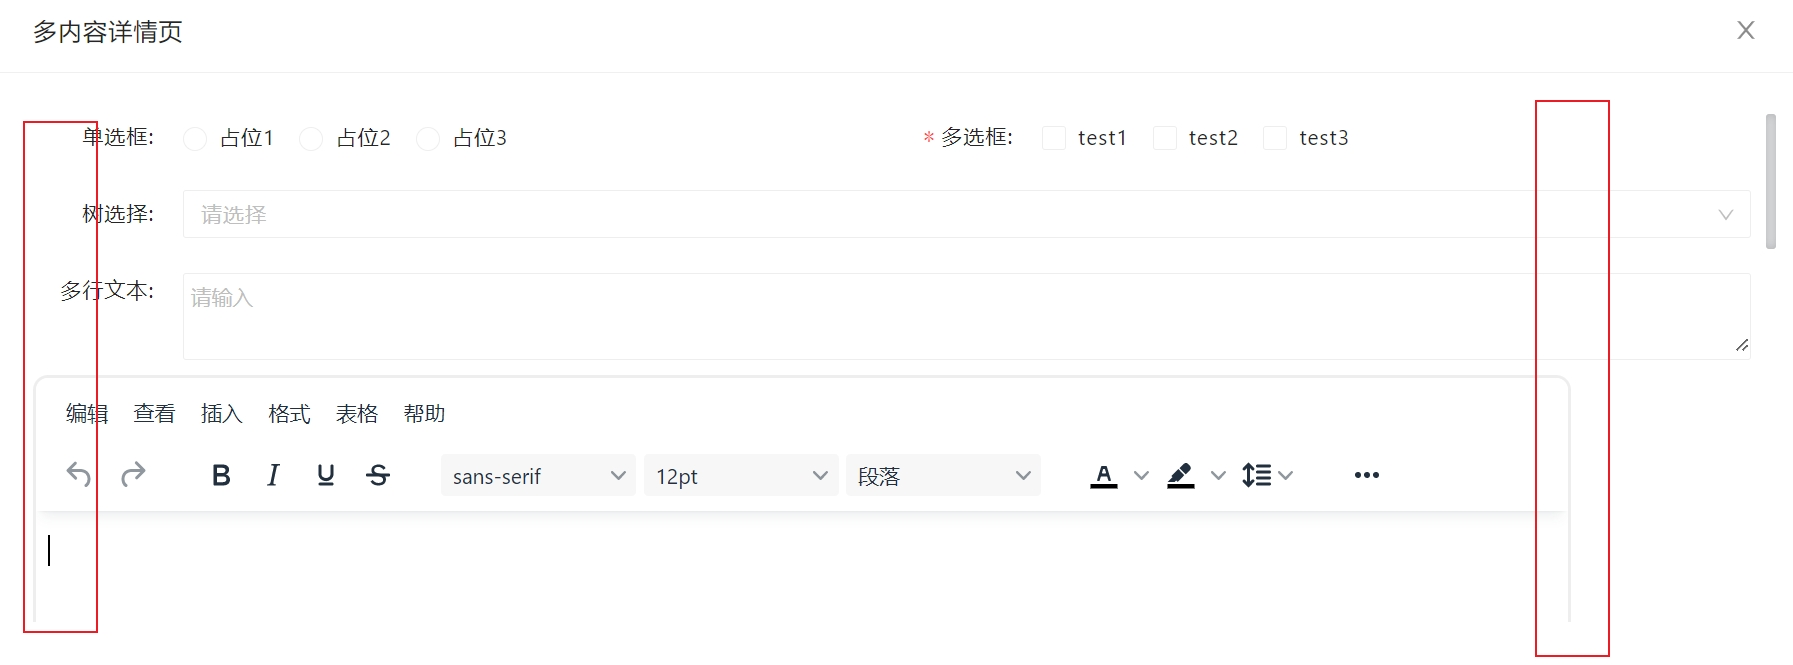 多内容详情页
单选框: 占位1 占位2 占位3 * 多选框: test1 test2 test3
树选择: 请选择
多行文本: 请输入
编辑 查看 插入 格式 表格 帮助
B I U S sans-serif 12pt 段落 A